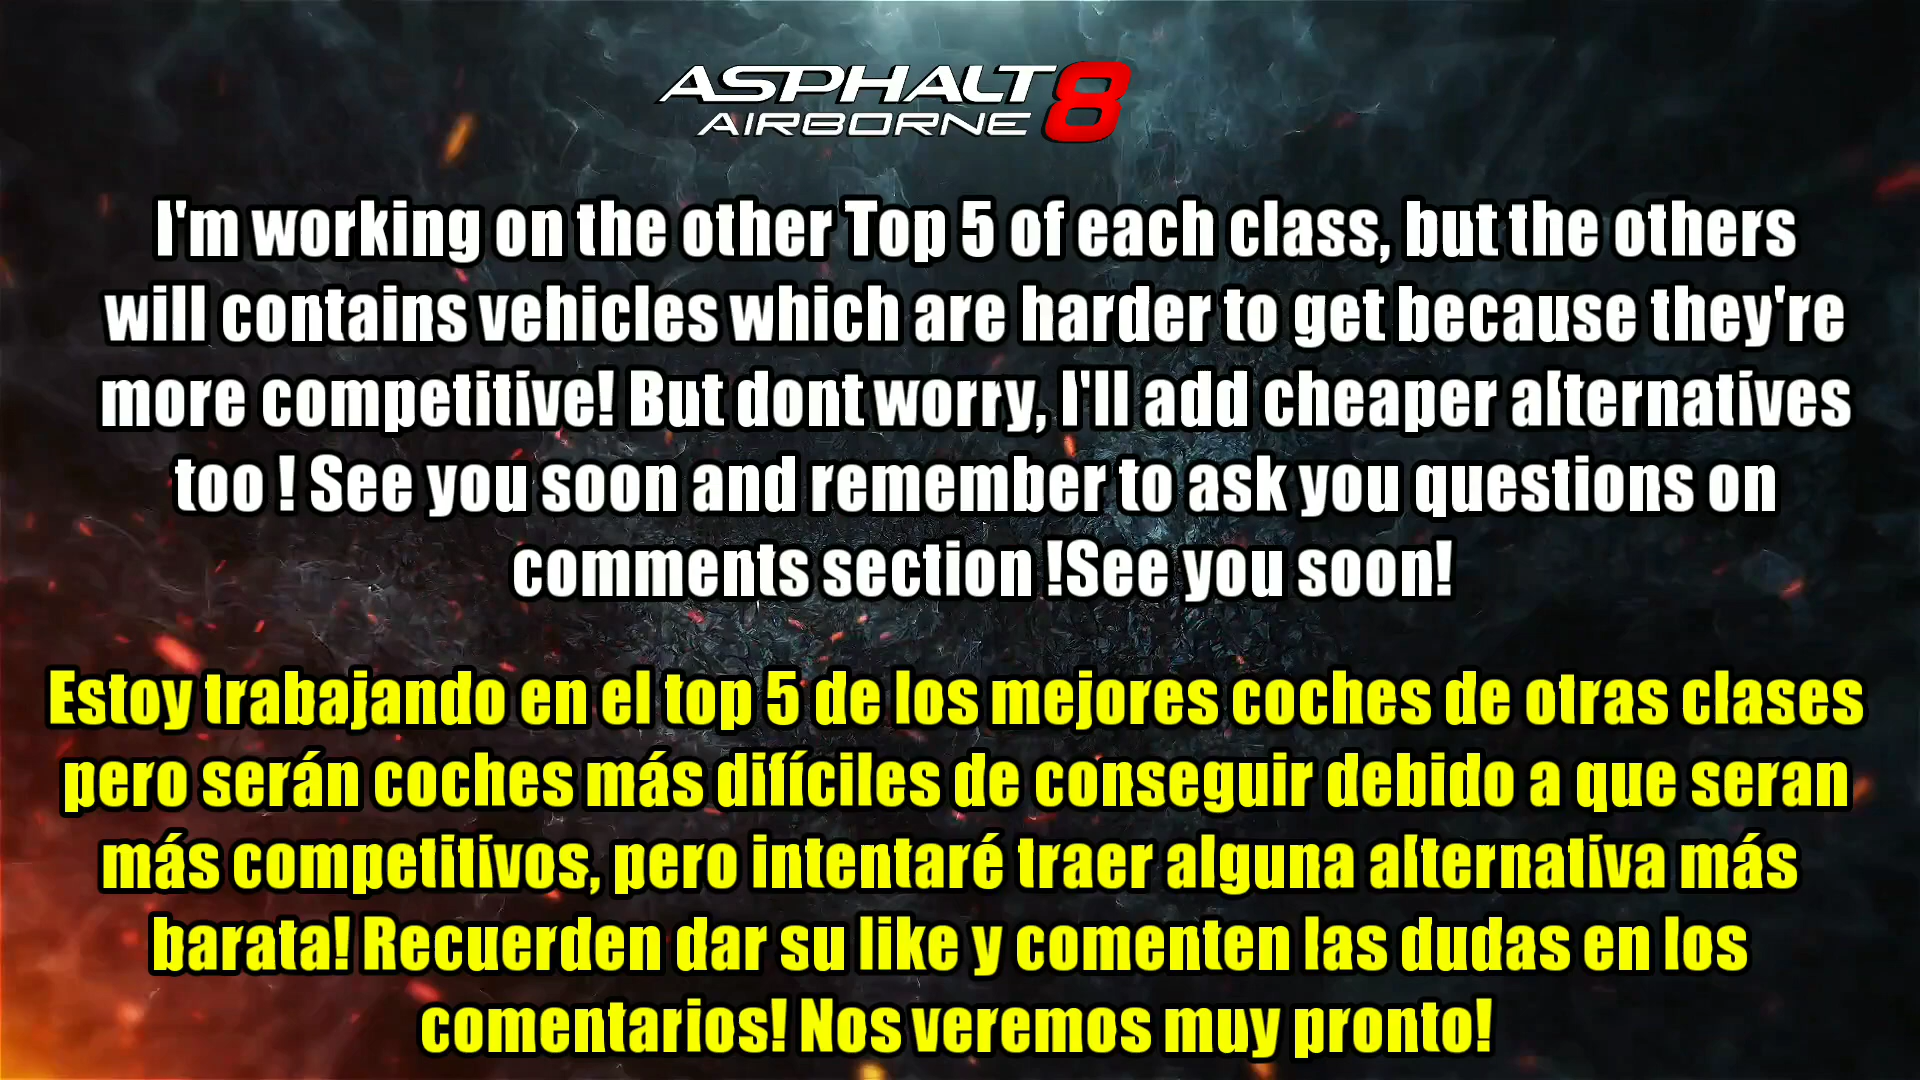 ASPHALT 8
AIRBORNE
I'm working on the other Top 5 of each class, but the others
will contains vehicles which are harder to get because they're
more competitive! But dont worry, I'll add cheaper alternatives
too ! See you soon and remember to ask you questions on
comments section !See you soon!
Estoy trabajando en el top 5 de los mejores coches de otras clases
pero serán coches más difíciles de conseguir debido a que seran
más competitivos, pero intentaré traer alguna alternativa más
barata! Recuerden dar su like y comenten las dudas en los
comentarios! Nos veremos muy pronto!